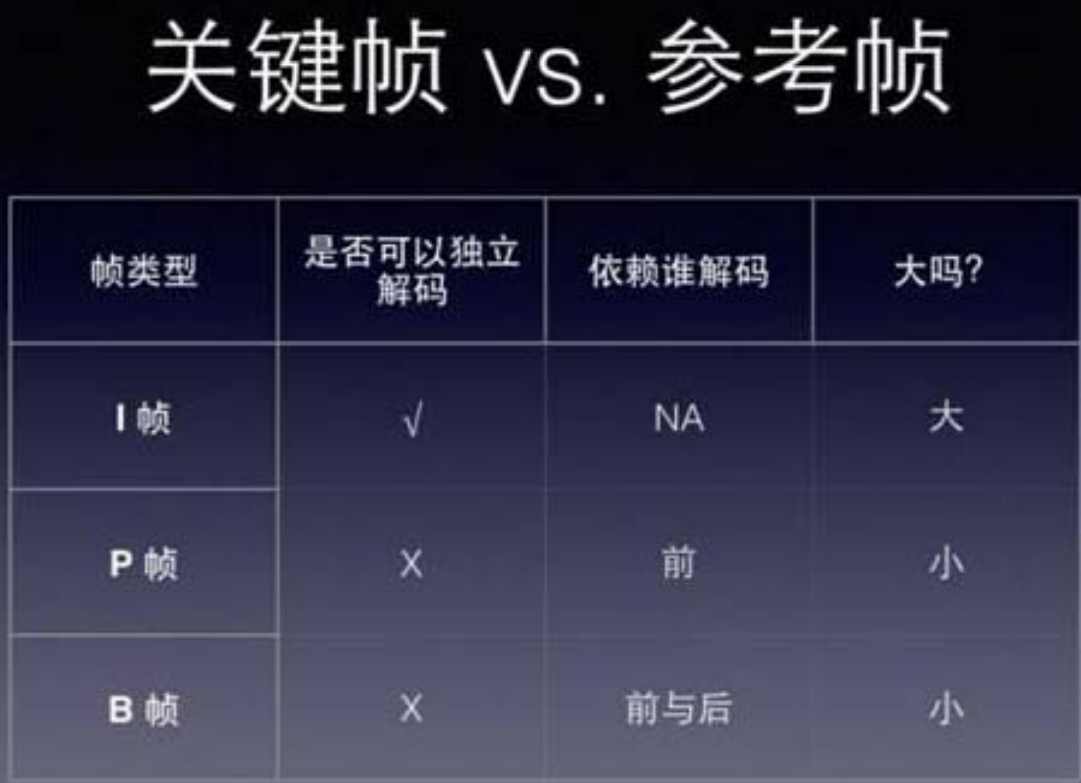 关键帧 vs. 参考帧
帧类型
是否可以独立
解码
依赖谁解码
大吗？
I 帧
√
NA
大
P 帧
X
前
小
B 帧
X
前与后
小